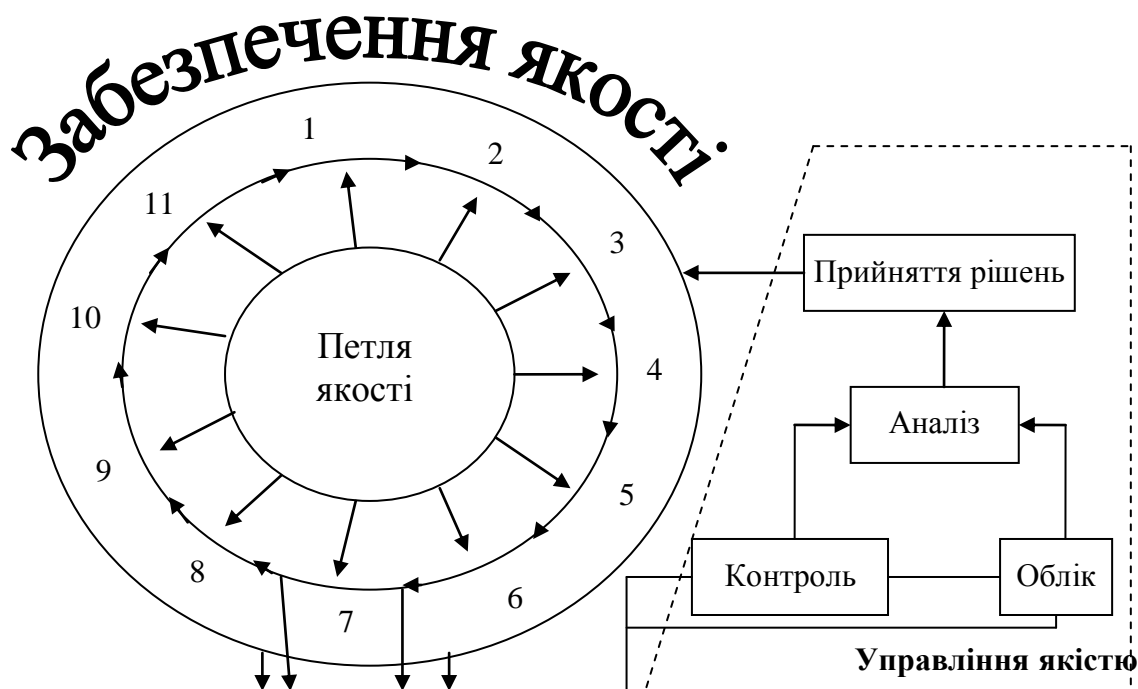 Забезпечення якості
1
2
3
4
5
6
7
8
9
10
11
Петля
якості
Прийняття рішень
Аналіз
Контроль
Облік
Управління якістю